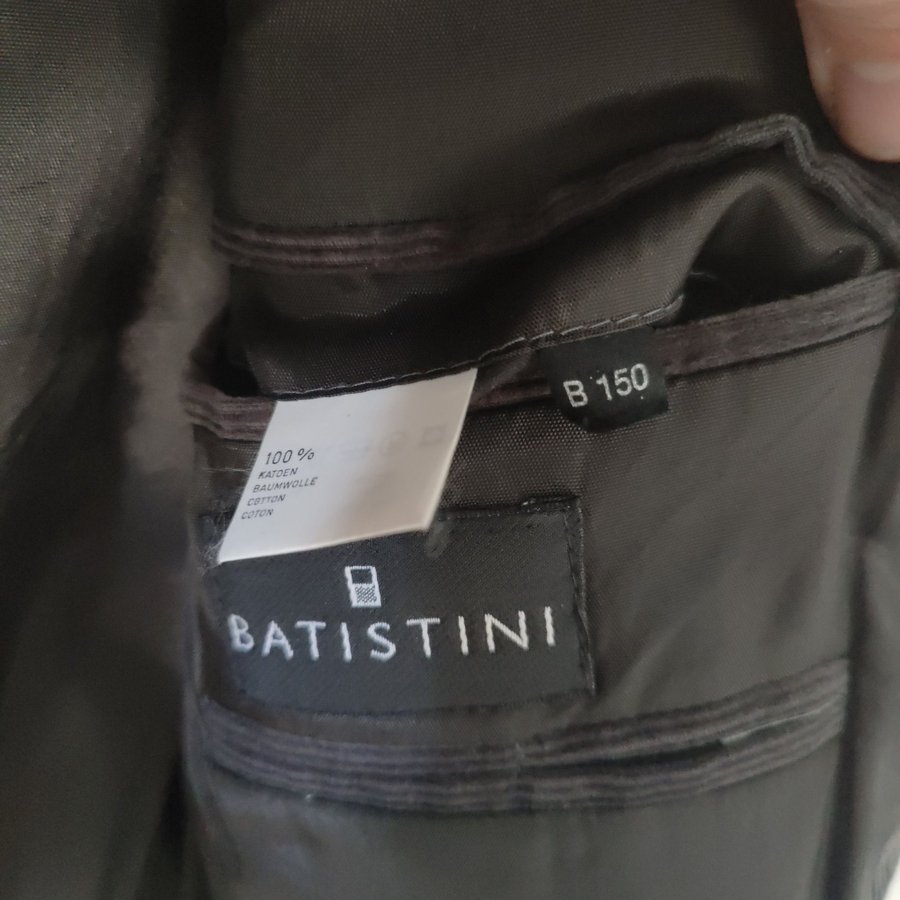 B 150
100%
KATOEN
BAUMWOLLE
COTTON
COTON
BATISTINI